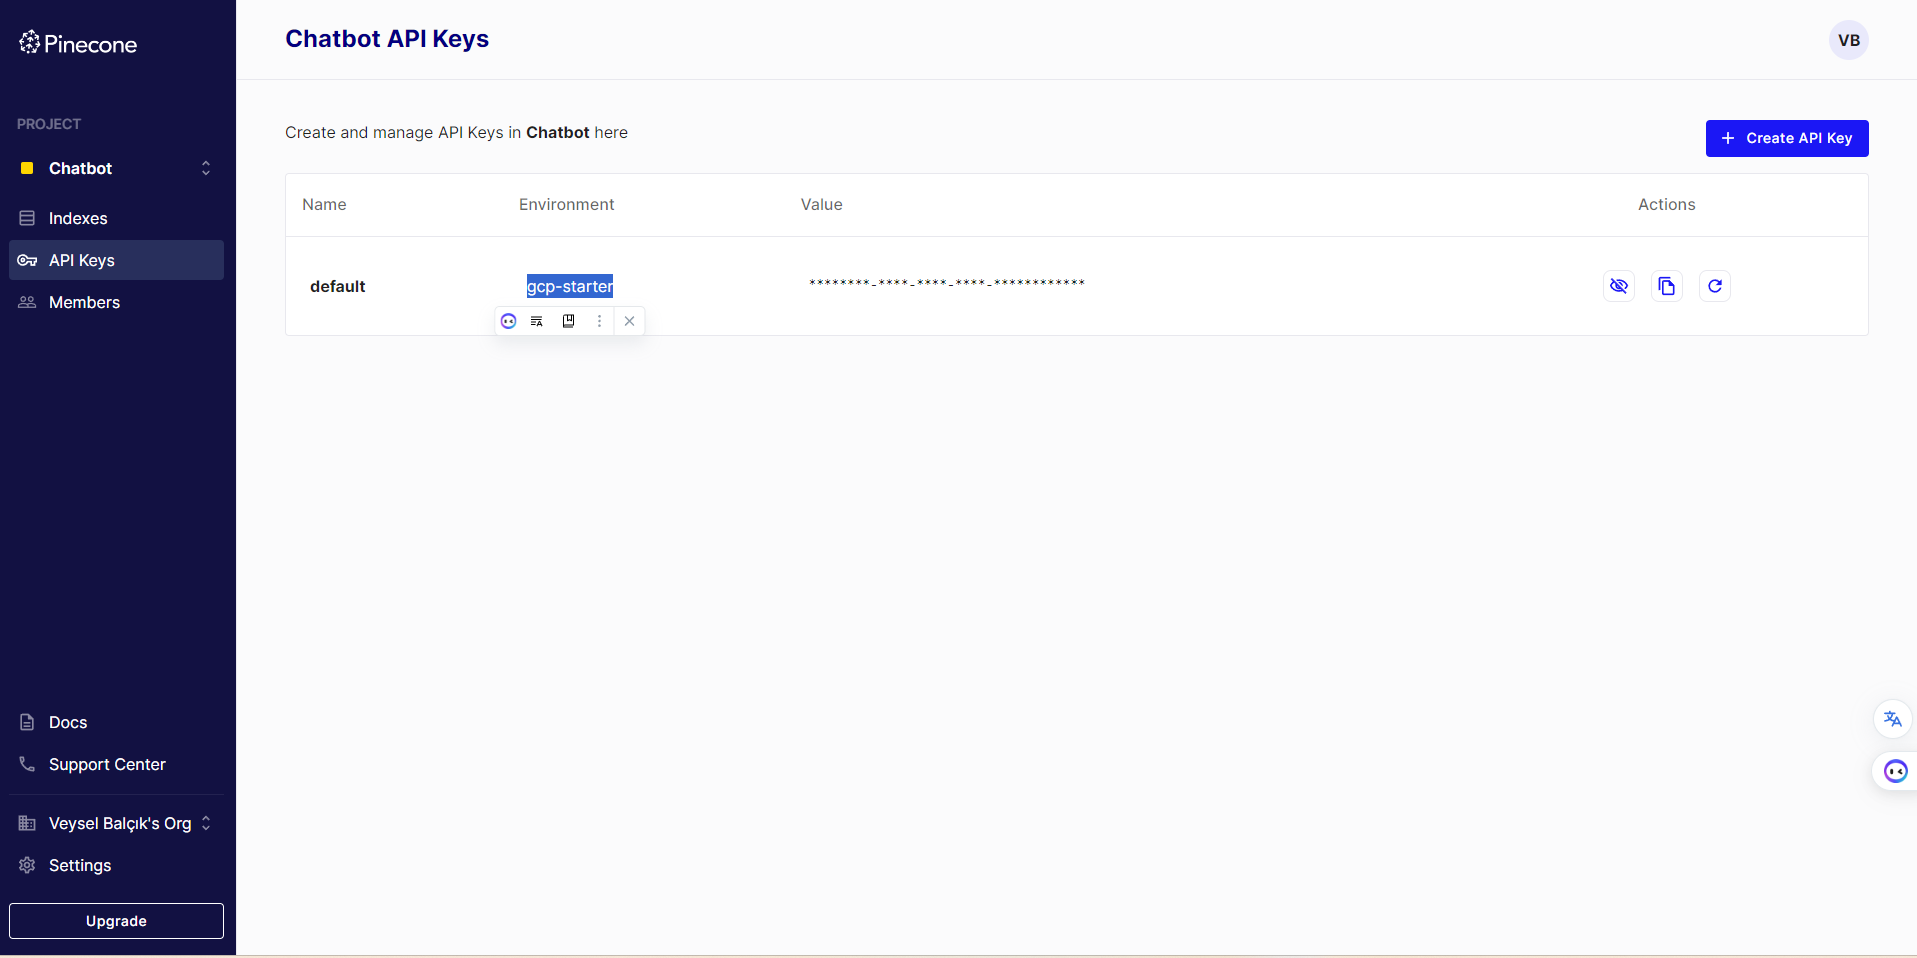 Pinecone
Chatbot API Keys
VB
PROJECT
Chatbot
Indexes
API Keys
Members
Create and manage API Keys in Chatbot here
+ Create API Key
Name Environment Value Actions
default gcp-starter ********-****-****-****-************
Docs
Support Center
Veysel Balçık's Org
Settings
Upgrade